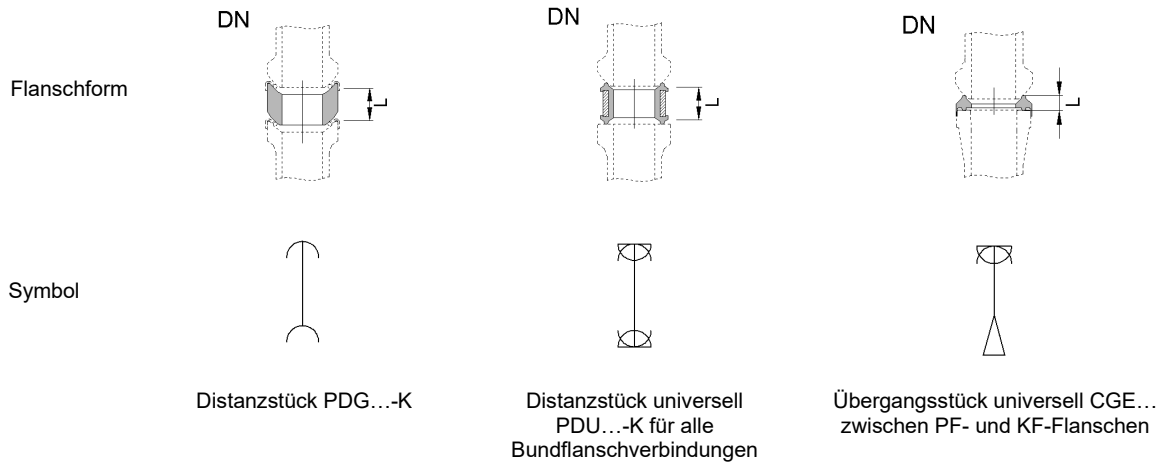 DN
DN
DN
Flanschform
L
L
L
Symbol
Distanzstück PDG…-K
Distanzstück universell
PDU…-K für alle
Bundflanschverbindungen
Übergangsstück universell CGE…
zwischen PF- und KF-Flanschen